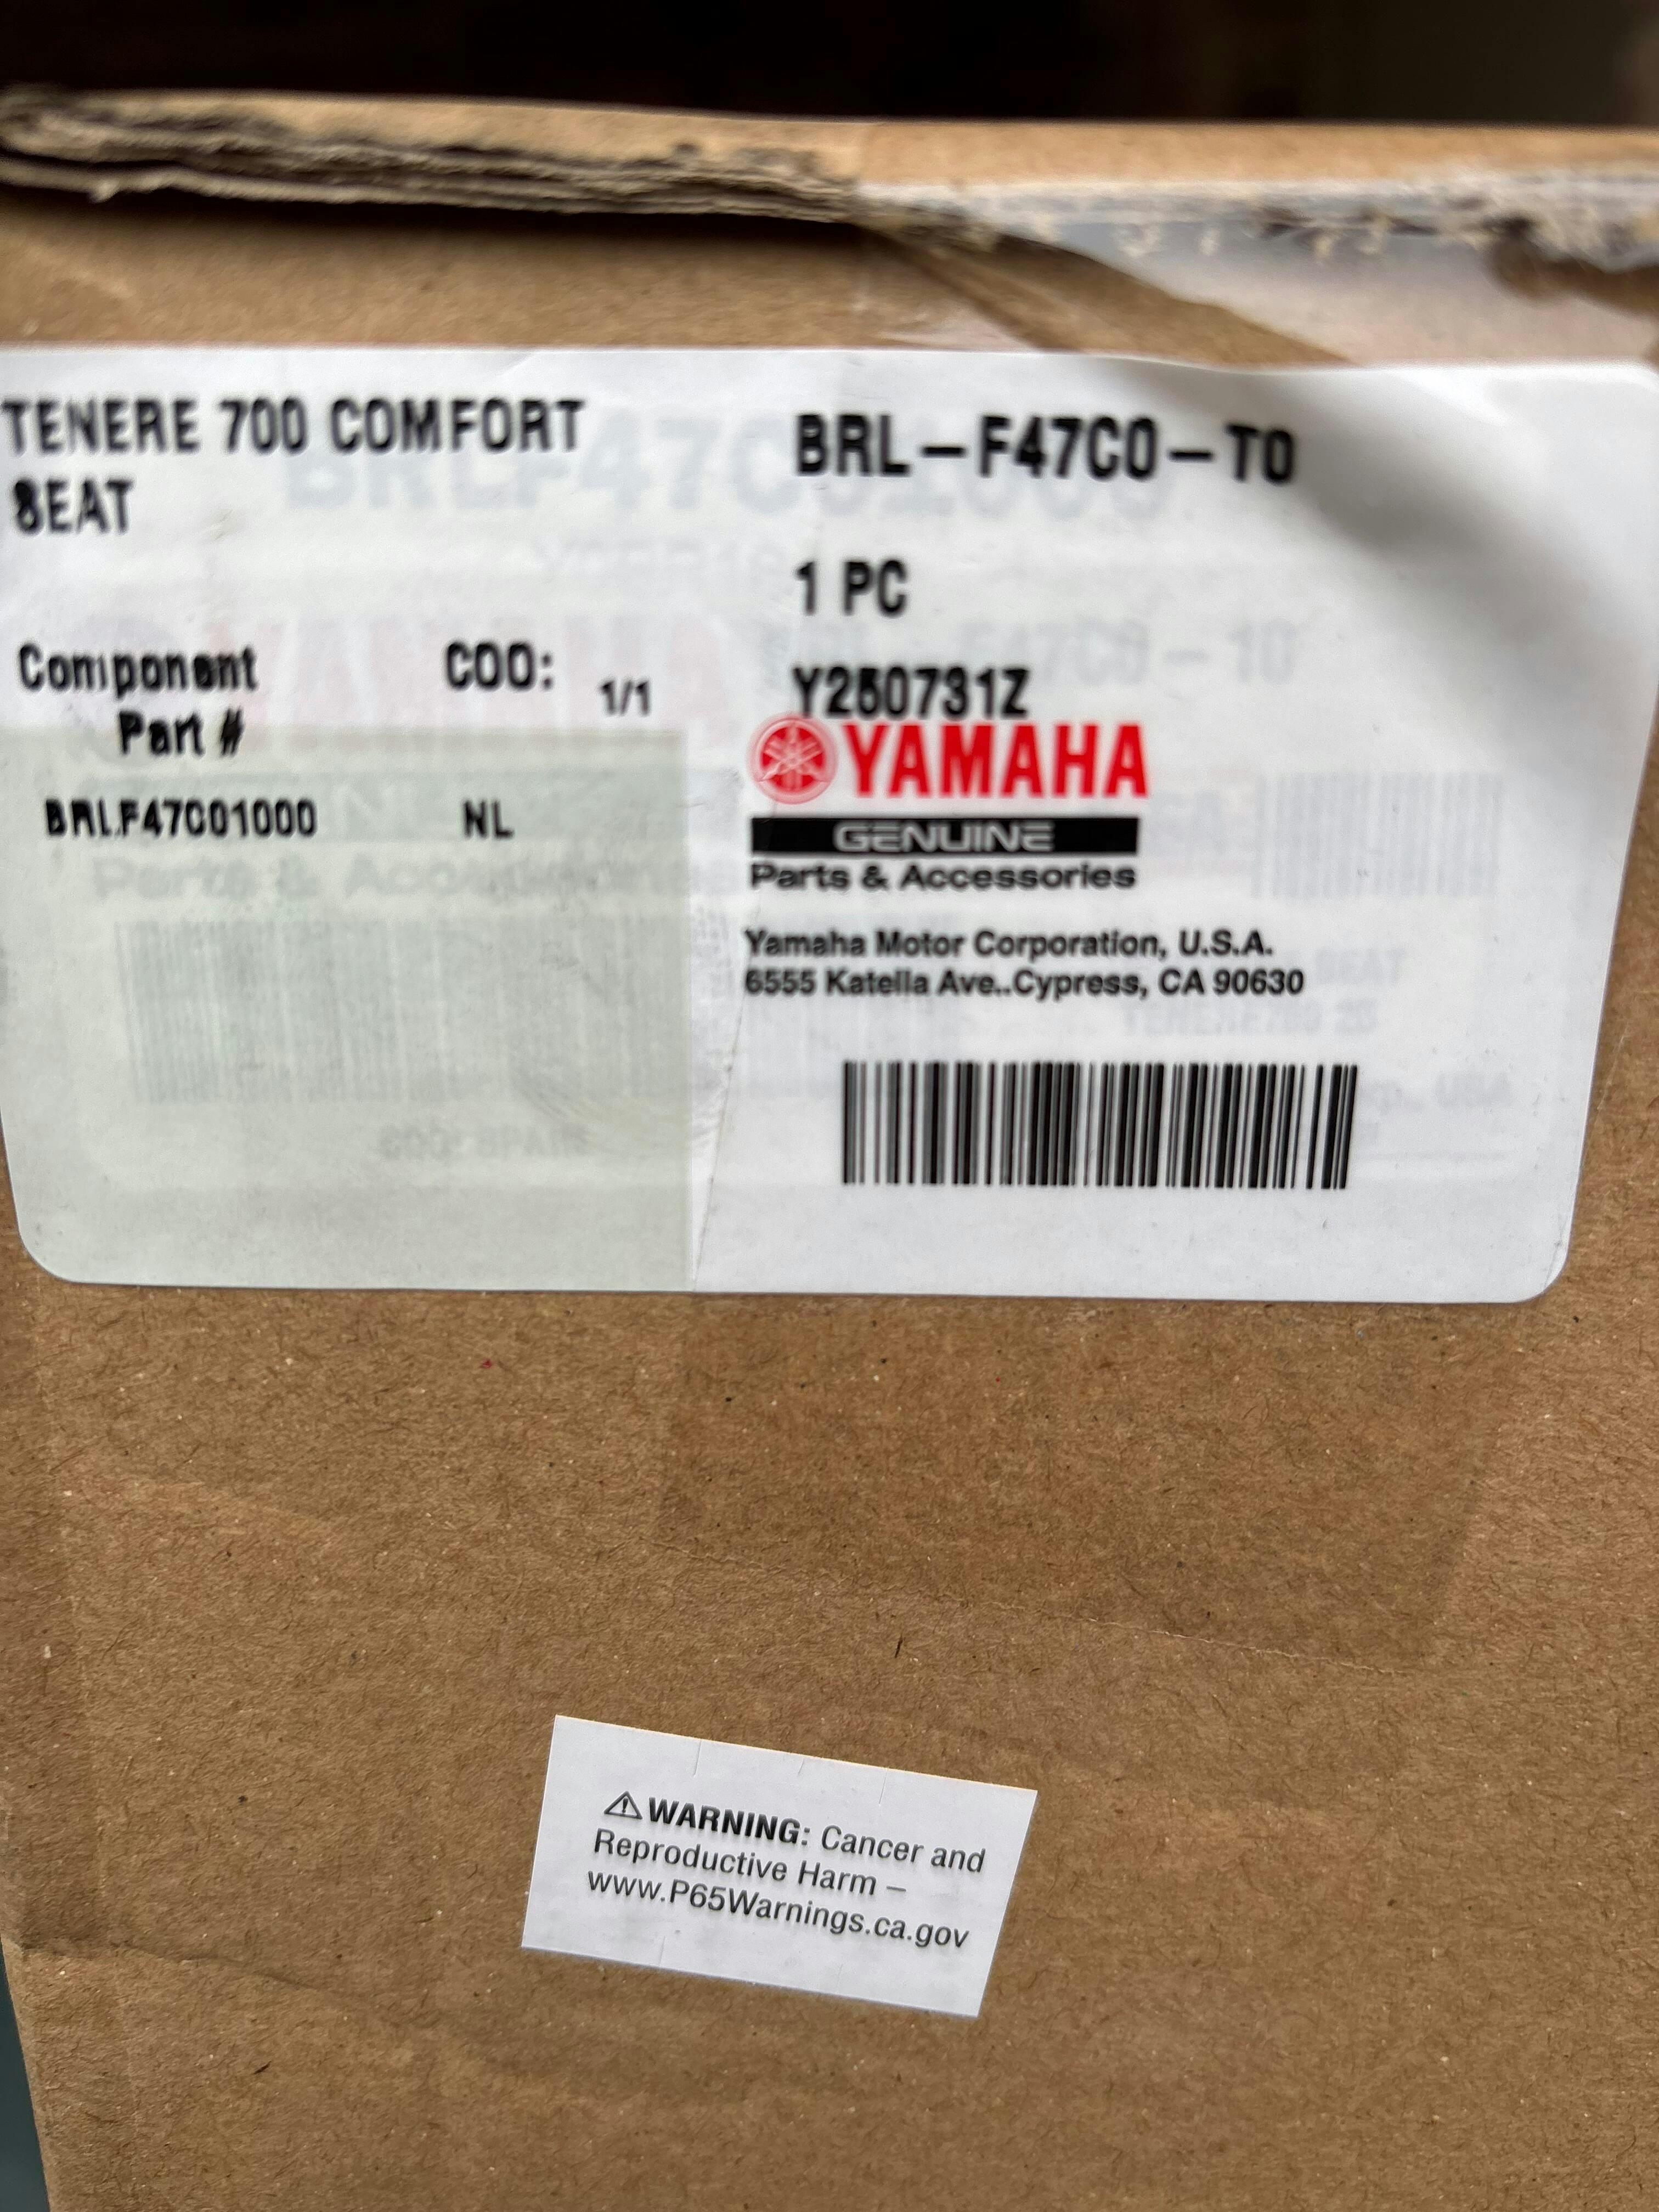 TENERE 700 COMFORT
SEAT
BRL-F47C0-T0
1 PC
Component
Part #
COO:
1/1
BRLF47C01000
NL
Y250731Z
YAMAHA
GENUINE
Parts & Accessories
Yamaha Motor Corporation, U.S.A.
6555 Katella Ave..Cypress, CA 90630
⚠WARNING: Cancer and
Reproductive Harm –
www.P65Warnings.ca.gov